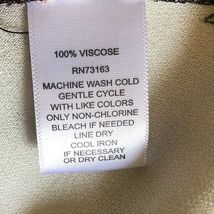 100% VISCOSE
RN73163
MACHINE WASH COLD
GENTLE CYCLE
WITH LIKE COLORS
ONLY NON-CHLORINE
BLEACH IF NEEDED
LINE DRY
COOL IRON
IF NECESSARY
OR DRY CLEAN